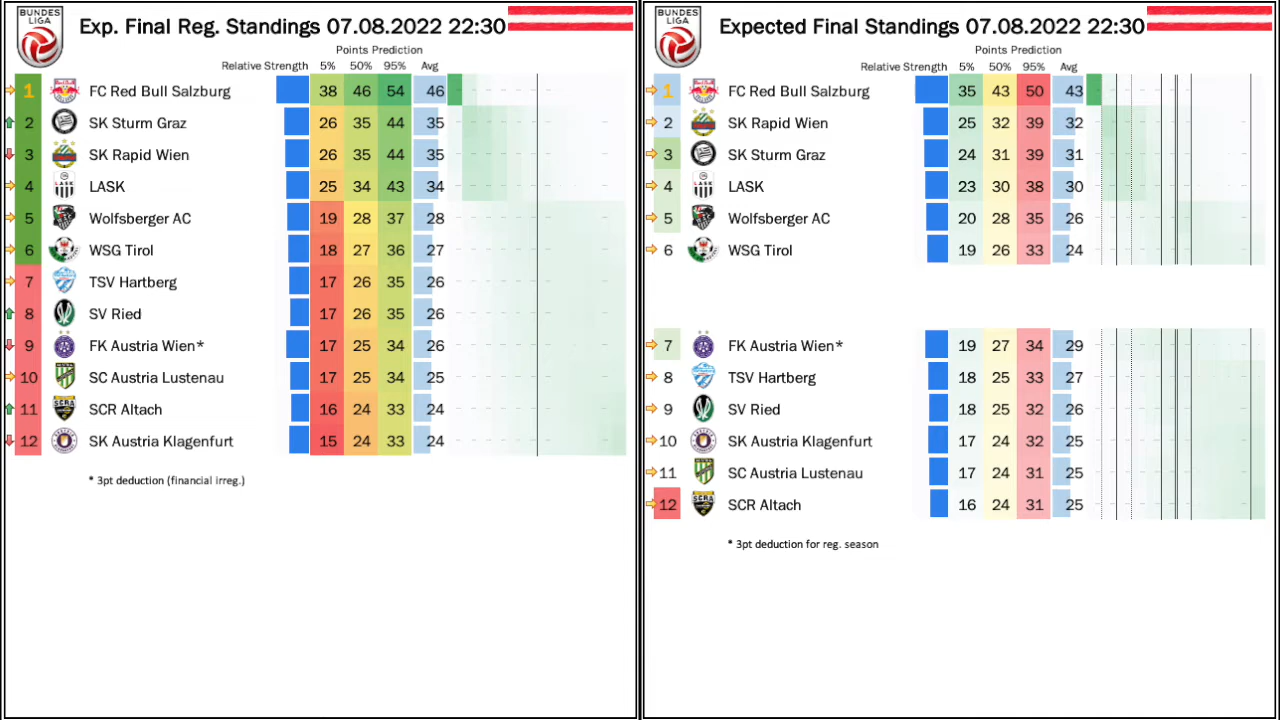 BUNDES
LIGA
Exp. Final Reg. Standings 07.08.2022 22:30
Points Prediction
Relative Strength 5% 50% 95% Avg
1 FC Red Bull Salzburg 38 46 54 46
2 SK Sturm Graz 26 35 44 35
3 SK Rapid Wien 26 35 44 35
4 LASK 25 34 43 34
5 Wolfsberger AC 19 28 37 28
6 WSG Tirol 18 27 36 27
7 TSV Hartberg 17 26 35 26
8 SV Ried 17 26 35 26
9 FK Austria Wien* 17 25 34 26
10 SC Austria Lustenau 17 25 34 25
11 SCR Altach 16 24 33 24
12 SK Austria Klagenfurt 15 24 33 24
* 3pt deduction (financial irreg.)
BUNDES
LIGA
Expected Final Standings 07.08.2022 22:30
Points Prediction
Relative Strength 5% 50% 95% Avg
1 FC Red Bull Salzburg 35 43 50 43
2 SK Rapid Wien 25 32 39 32
3 SK Sturm Graz 24 31 39 31
4 LASK 23 30 38 30
5 Wolfsberger AC 20 28 35 26
6 WSG Tirol 19 26 33 24
7 FK Austria Wien* 19 27 34 29
8 TSV Hartberg 18 25 33 27
9 SV Ried 18 25 32 26
10 SK Austria Klagenfurt 17 24 32 25
11 SC Austria Lustenau 17 24 31 25
12 SCR Altach 16 24 31 25
* 3pt deduction for reg. season